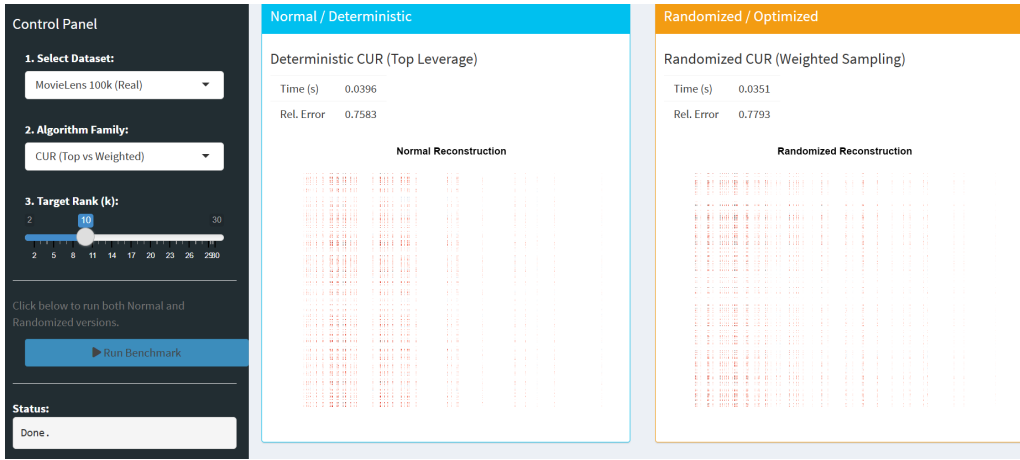 Control Panel
1. Select Dataset:
MovieLens 100k (Real)
2. Algorithm Family:
CUR (Top vs Weighted)
3. Target Rank (k):
2 10 30
2 5 8 11 14 17 20 23 26 29 30
Click below to run both Normal and
Randomized versions.
Run Benchmark
Status:
Done.
Normal / Deterministic
Deterministic CUR (Top Leverage)
Time (s) 0.0396
Rel. Error 0.7583
Normal Reconstruction
Randomized / Optimized
Randomized CUR (Weighted Sampling)
Time (s) 0.0351
Rel. Error 0.7793
Randomized Reconstruction